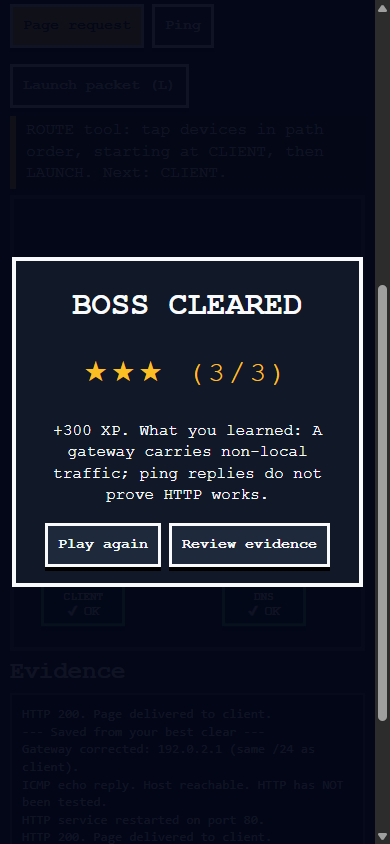 Page request
Ping
Launch packet (L)
ROUTE tool: tap devices in path
order, starting at CLIENT, then
LAUNCH. Next: CLIENT.
BOSS CLEARED
★★★ (3/3)
+300 XP. What you learned: A
gateway carries non-local
traffic; ping replies do not
prove HTTP works.
Play again
Review evidence
CLIENT
✓ OK
DNS
✓ OK
Evidence
HTTP 200. Page delivered to client.
--- Saved from your best clear ---
Gateway corrected: 192.0.2.1 (same /24 as
client).
ICMP echo reply. Host reachable. HTTP has NOT
been tested.
HTTP service restarted on port 80.
HTTP 200. Page delivered to client.